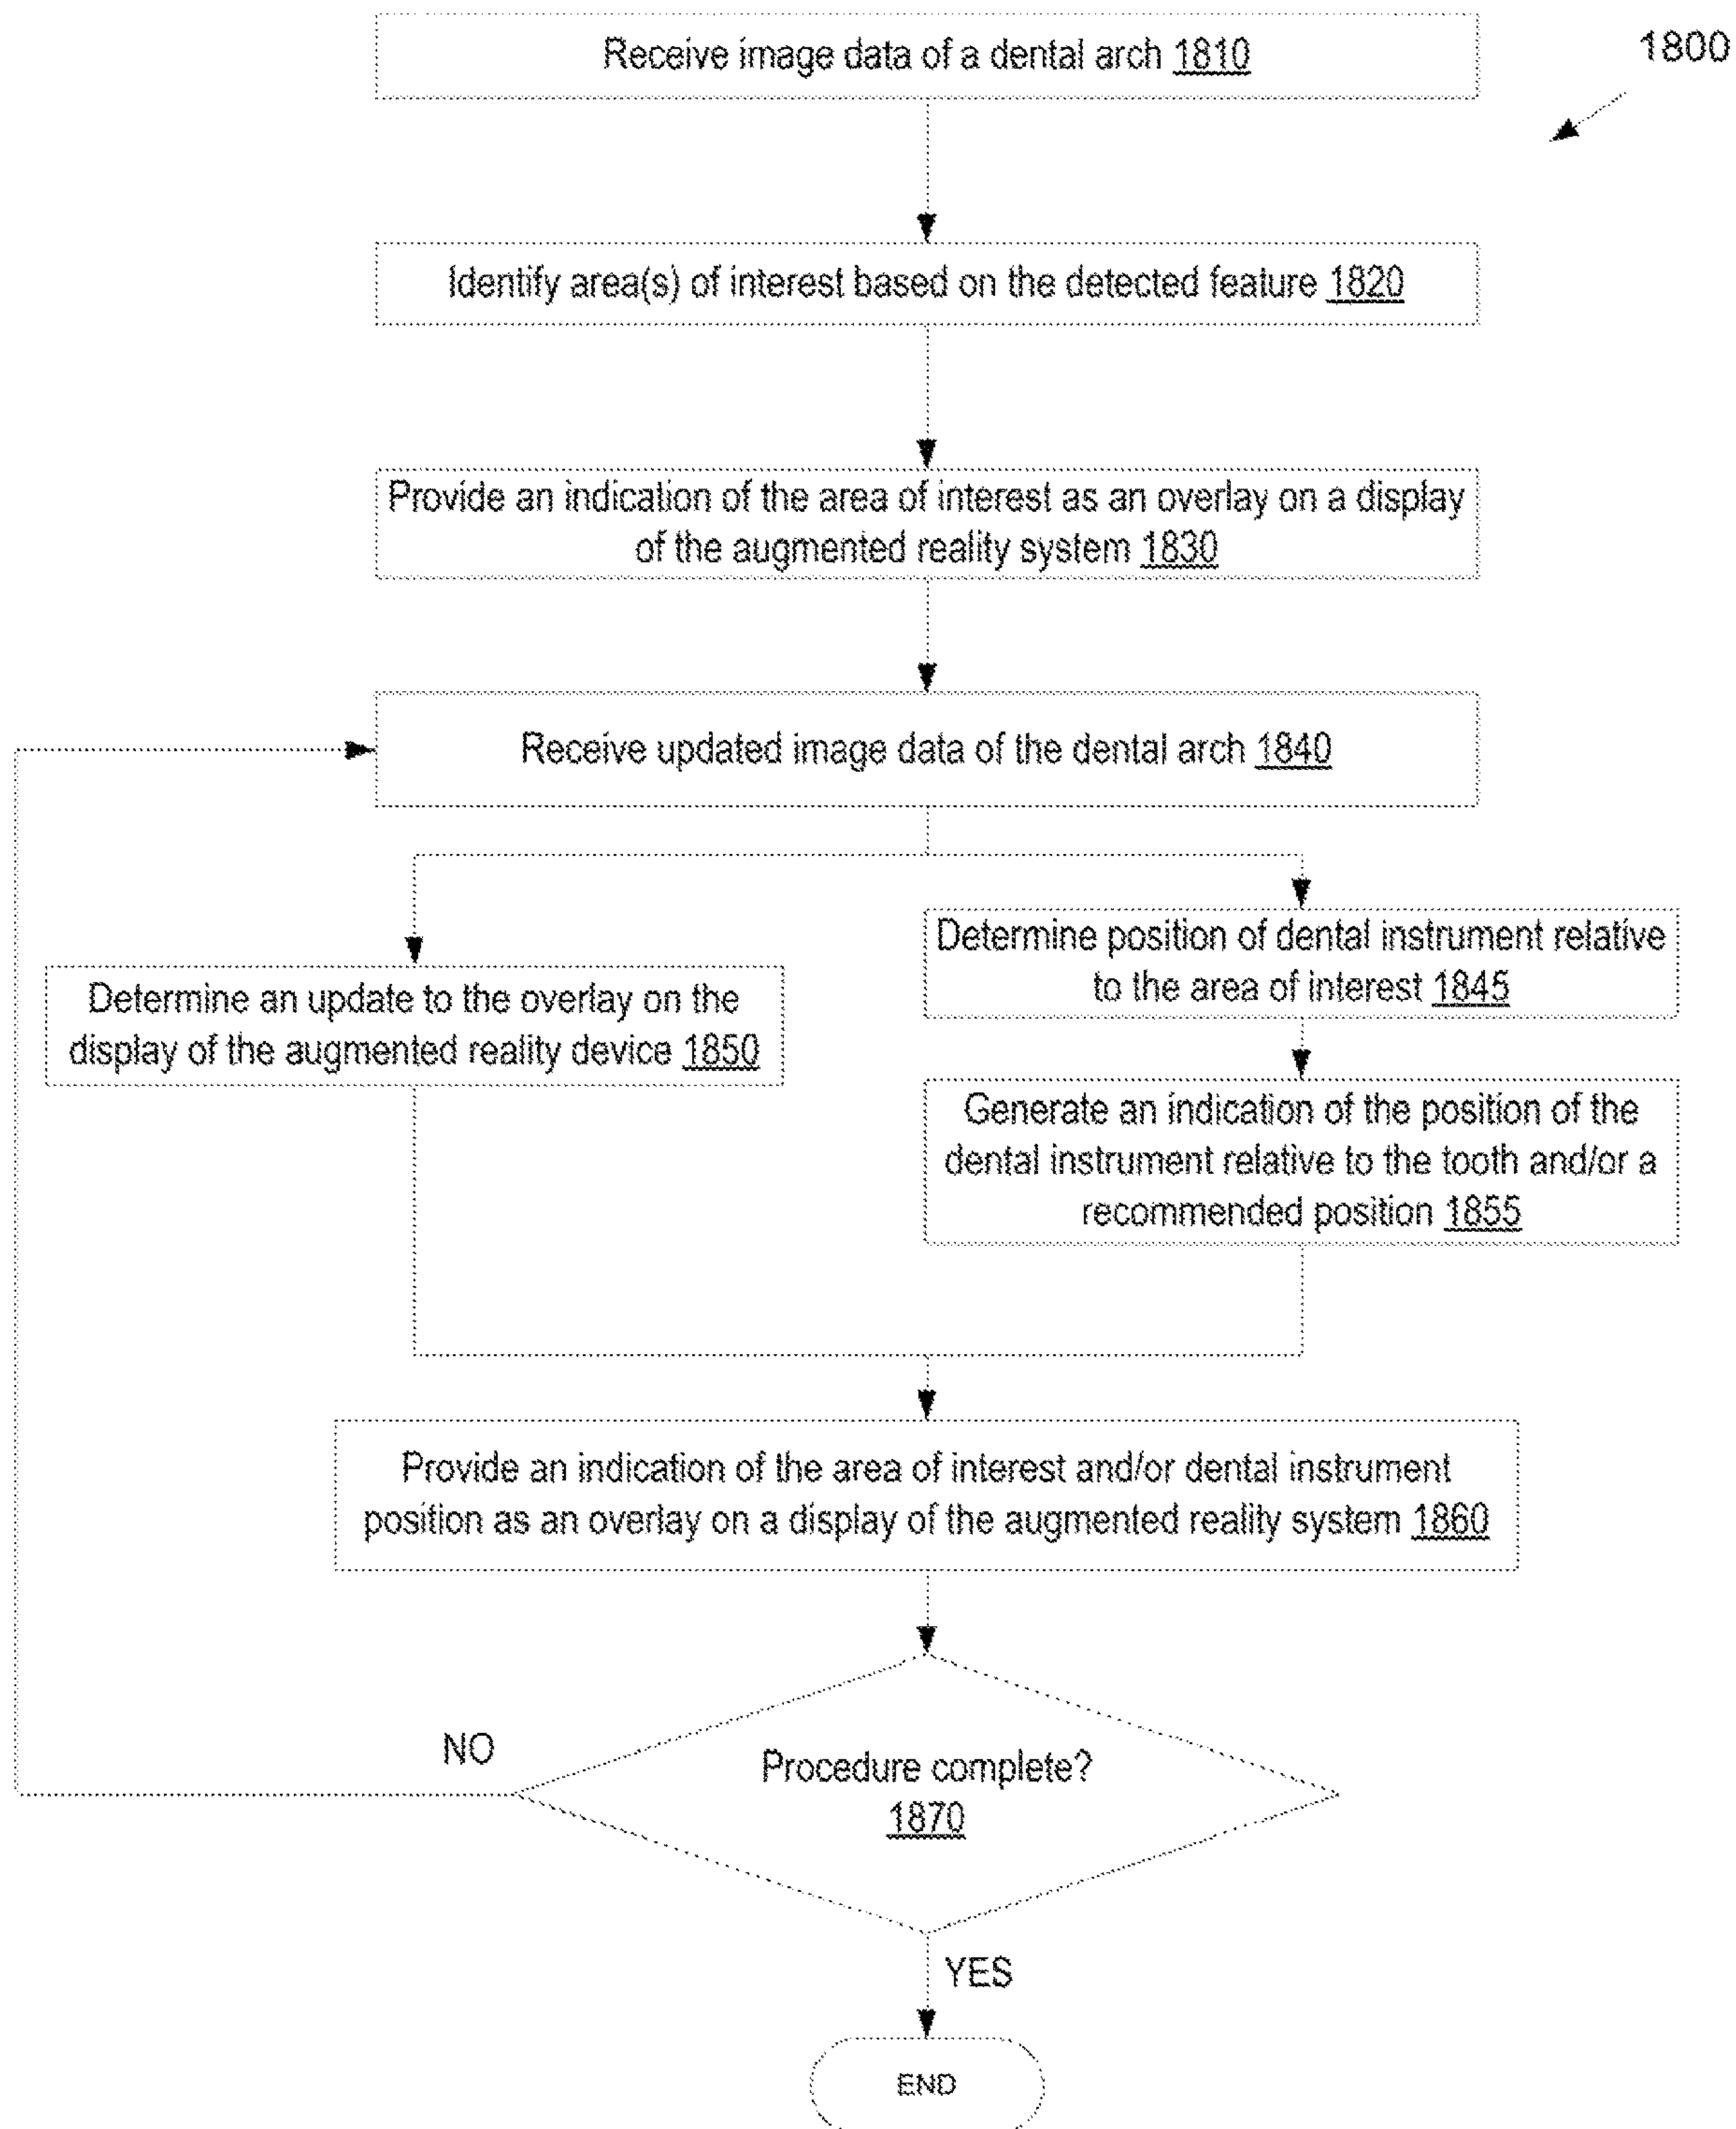 Receive image data of a dental arch 1810
1800
Identify area(s) of interest based on the detected feature 1820
Provide an indication of the area of interest as an overlay on a display
of the augmented reality system 1830
Receive updated image data of the dental arch 1840
Determine position of dental instrument relative
to the area of interest 1845
Determine an update to the overlay on the
display of the augmented reality device 1850
Generate an indication of the position of the
dental instrument relative to the tooth and/or a
recommended position 1855
Provide an indication of the area of interest and/or dental instrument
position as an overlay on a display of the augmented reality system 1860
NO
Procedure complete?
1870
YES
END